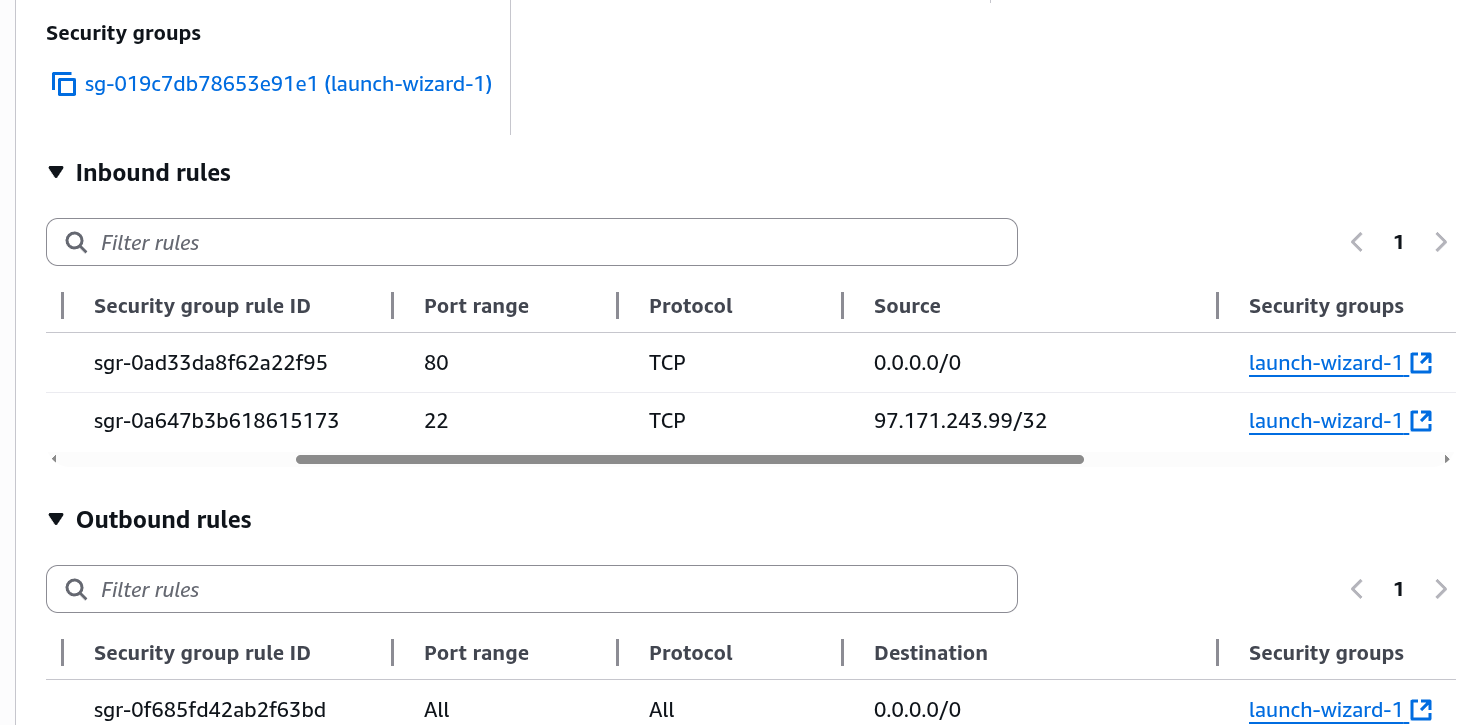 Security groups
sg-019c7db78653e91e1 (launch-wizard-1)
Inbound rules
Filter rules
1
Security group rule ID Port range Protocol Source Security groups
sgr-0ad33da8f62a22f95 80 TCP 0.0.0.0/0 launch-wizard-1
sgr-0a647b3b618615173 22 TCP 97.171.243.99/32 launch-wizard-1
Outbound rules
Filter rules
1
Security group rule ID Port range Protocol Destination Security groups
sgr-0f685fd42ab2f63bd All All 0.0.0.0/0 launch-wizard-1